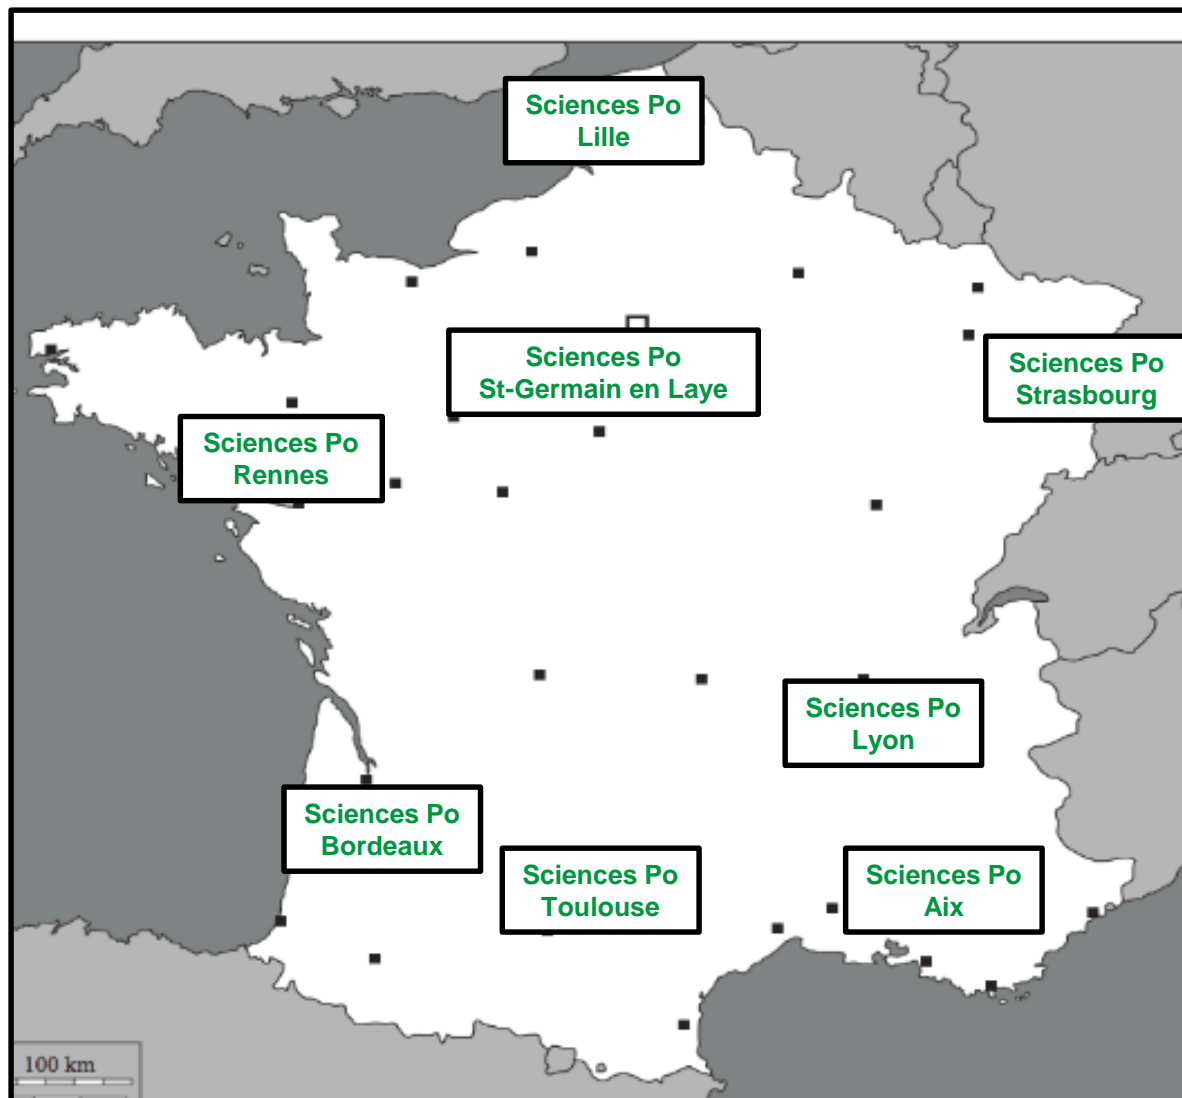 Sciences Po
Lille
Sciences Po
St-Germain en Laye
Sciences Po
Strasbourg
Sciences Po
Rennes
Sciences Po
Lyon
Sciences Po
Bordeaux
Sciences Po
Toulouse
Sciences Po
Aix
100 km